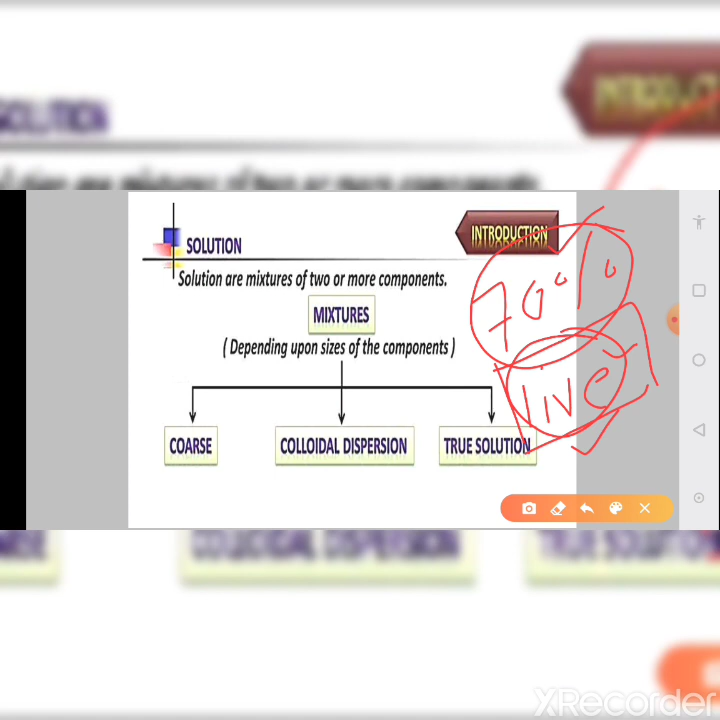 SOLUTION
INTRODUCTION
Solution are mixtures of two or more components.
MIXTURES
( Depending upon sizes of the components )
COARSE
COLLOIDAL DISPERSION
TRUE SOLUTION
70%
live
XRecorder